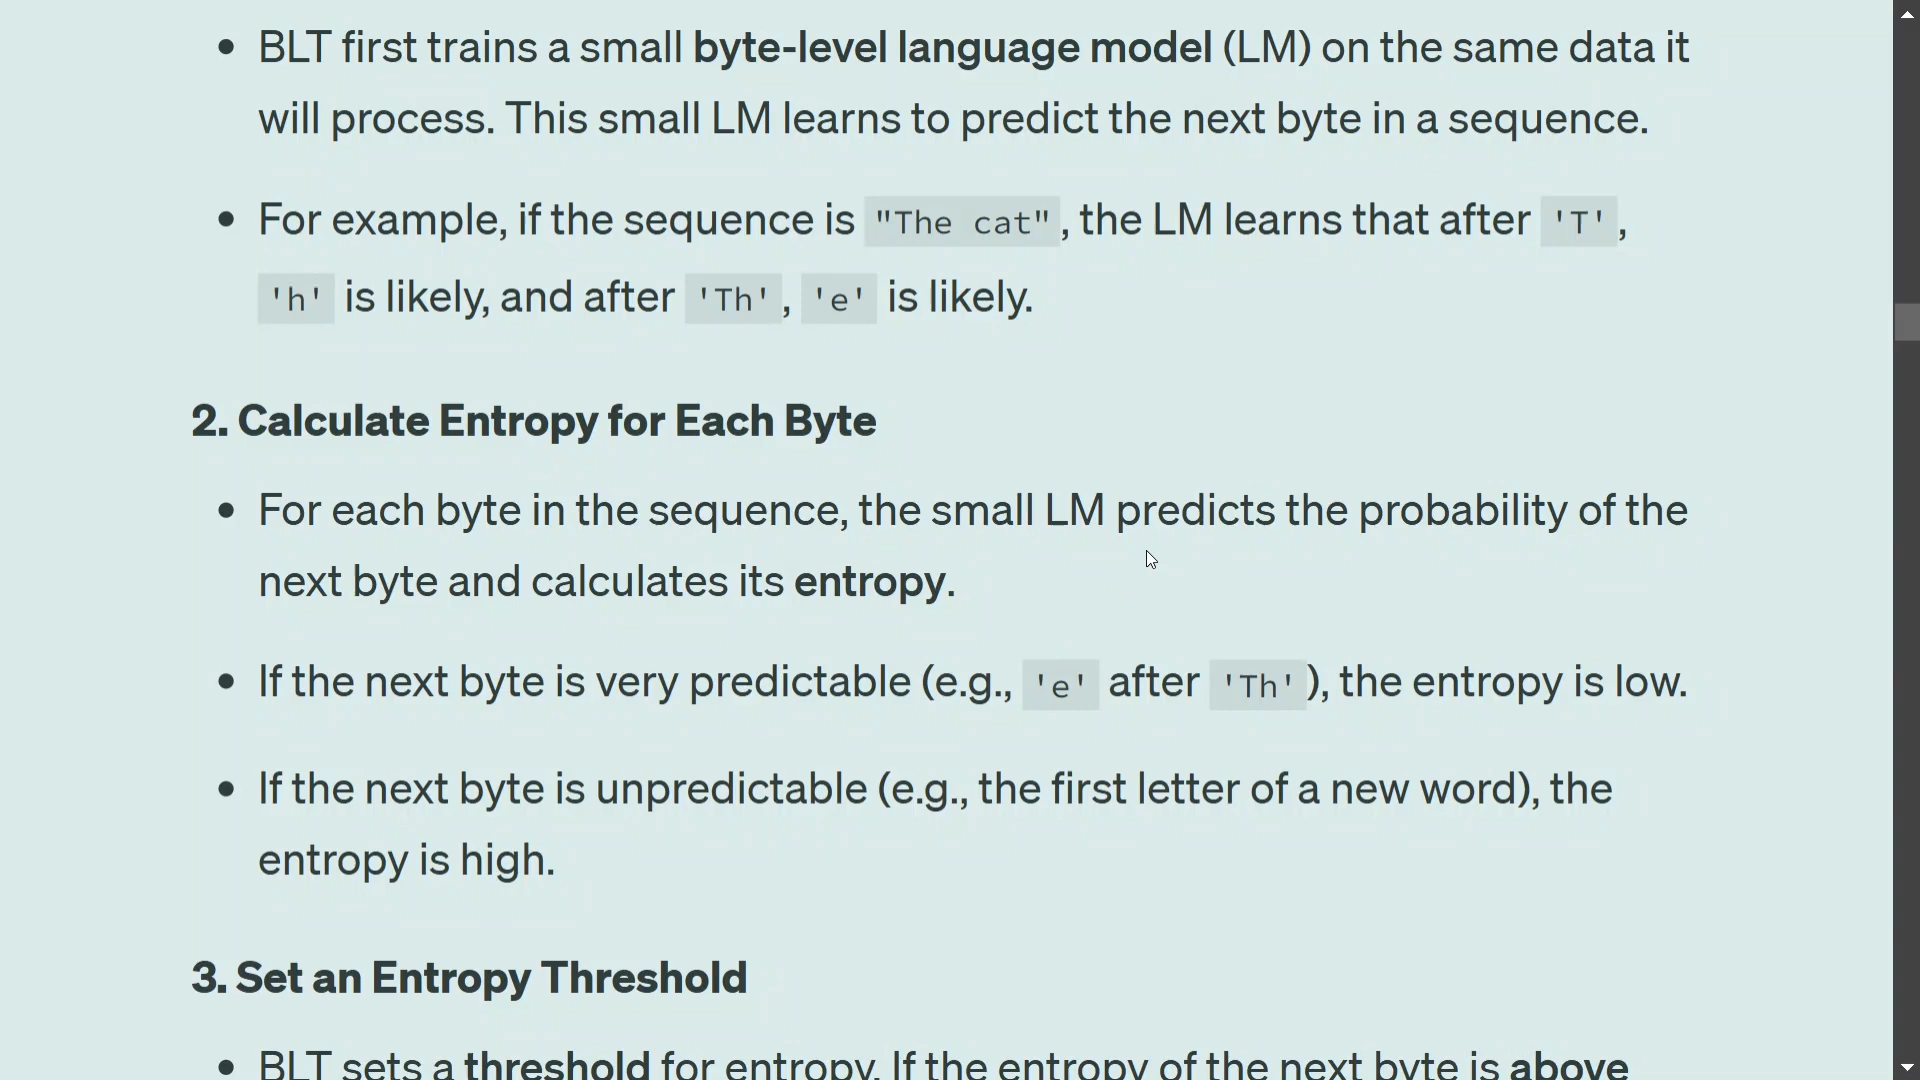 • BLT first trains a small byte-level language model (LM) on the same data it
will process. This small LM learns to predict the next byte in a sequence.
• For example, if the sequence is "The cat", the LM learns that after 'T',
'h' is likely, and after 'Th', 'e' is likely.
2. Calculate Entropy for Each Byte
• For each byte in the sequence, the small LM predicts the probability of the
next byte and calculates its entropy.
• If the next byte is very predictable (e.g., 'e' after 'Th'), the entropy is low.
• If the next byte is unpredictable (e.g., the first letter of a new word), the
entropy is high.
3. Set an Entropy Threshold
• BLT sets a threshold for entropy. If the entropy of the next byte is above